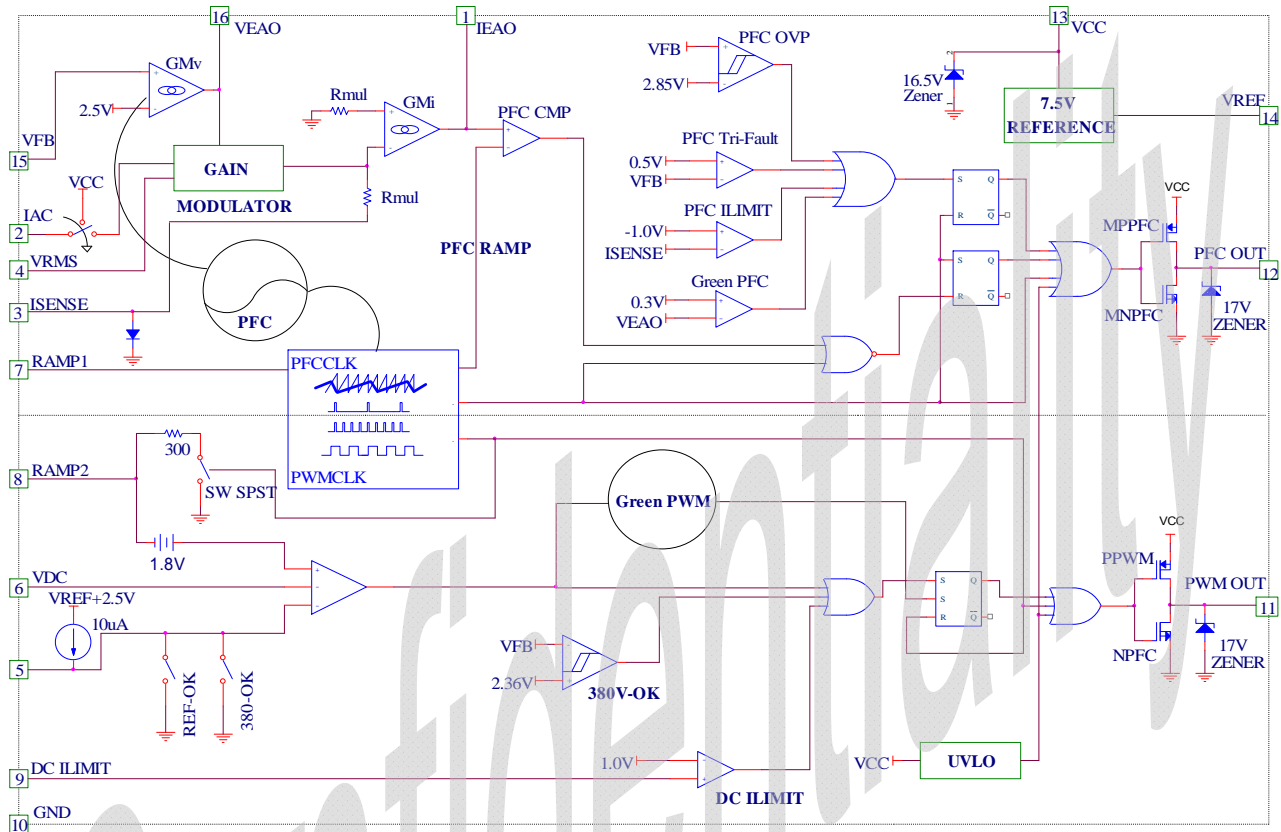 16
VEAO
1
IEAO
13
VCC
GMv
2.5V
VFB
15
Rmul
GMi
PFC CMP
VFB
PFC OVP
2.85V
16.5V
Zener
2
1
7.5V
REFERENCE
VREF
14
GAIN
MODULATOR
VCC
IAC
2
Rmul
PFC Tri-Fault
0.5V
VFB
PFC ILIMIT
-1.0V
ISENSE
Green PFC
0.3V
VEAO
S Q
R Q
S Q
R Q
VCC
MPPFC
PFC OUT
12
MNPFC
17V
ZENER
VRMS
4
ISENSE
3
PFC
PFC RAMP
RAMP1
7
PFCCLK
PWMCLK
300
RAMP2
8
SW SPST
1.8V
Green PWM
VDC
6
VREF+2.5V
10uA
5
REF-OK
380-OK
VFB
2.36V
380V-OK
S Q
S
R Q
VCC
PPWM
PWM OUT
11
NPFC
17V
ZENER
DC ILIMIT
9
1.0V
DC ILIMIT
VCC
UVLO
GND
10